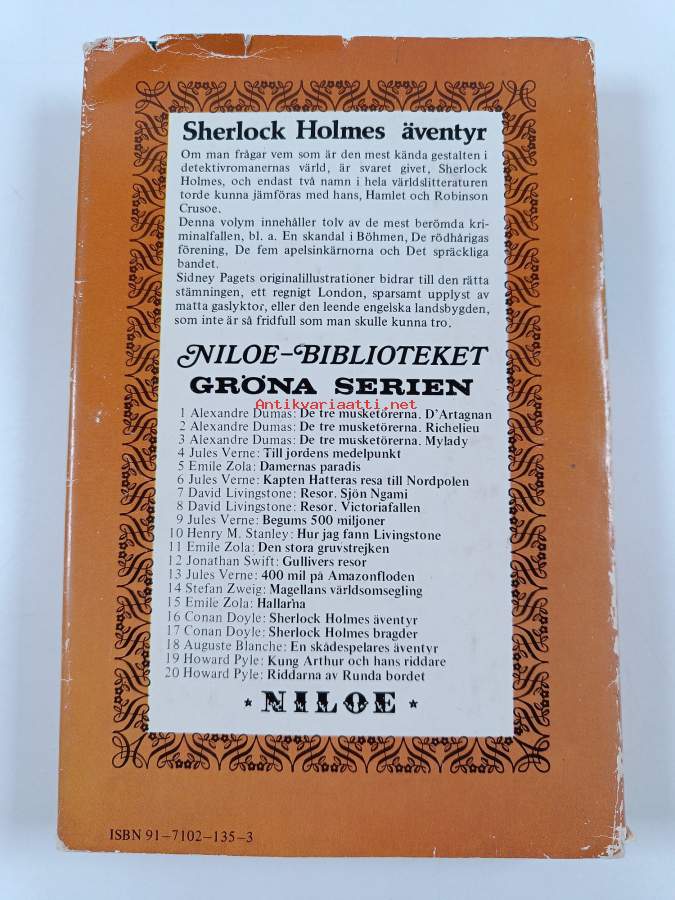 Sherlock Holmes äventyr
Om man frågar vem som är den mest kända gestalten i
detektivromanernas värld, är svaret givet, Sherlock
Holmes, och endast två namn i hela världslitteraturen
torde kunna jämföras med hans, Hamlet och Robinson
Crusoe.
Denna volym innehåller tolv av de mest berömda kri-
minalfallen, bl. a. En skandal i Böhmen, De rödhårigas
förening, De fem apelsinkärnorna och Det spräckliga
bandet.
Sidney Pagets originalillustrationer bidrar till den rätta
stämningen, ett regnigt London, sparsamt upplyst av
matta gaslyktor, eller den leende engelska landsbygden,
som inte är så fridfull som man skulle kunna tro.
NILOE-BIBLIOTEKET
GRÖNA SERIEN
Antikvariaatti.net
1 Alexandre Dumas: De tre musketörerna. D'Artagnan
2 Alexandre Dumas: De tre musketörerna. Richelieu
3 Alexandre Dumas: De tre musketörerna. Mylady
4 Jules Verne: Till jordens medelpunkt
5 Emile Zola: Damernas paradis
6 Jules Verne: Kapten Hatteras resa till Nordpolen
7 David Livingstone: Resor. Sjön Ngami
8 David Livingstone: Resor. Victoriafallen
9 Jules Verne: Begums 500 miljoner
10 Henry M. Stanley: Hur jag fann Livingstone
11 Emile Zola: Den stora gruvstrejken
12 Jonathan Swift: Gullivers resor
13 Jules Verne: 400 mil på Amazonfloden
14 Stefan Zweig: Magellans världsomsegling
15 Emile Zola: Hallarna
16 Conan Doyle: Sherlock Holmes äventyr
17 Conan Doyle: Sherlock Holmes bragder
18 Auguste Blanche: En skådespelares äventyr
19 Howard Pyle: Kung Arthur och hans riddare
20 Howard Pyle: Riddarna av Runda bordet
★ NILOE ★
ISBN 91-7102-135-3